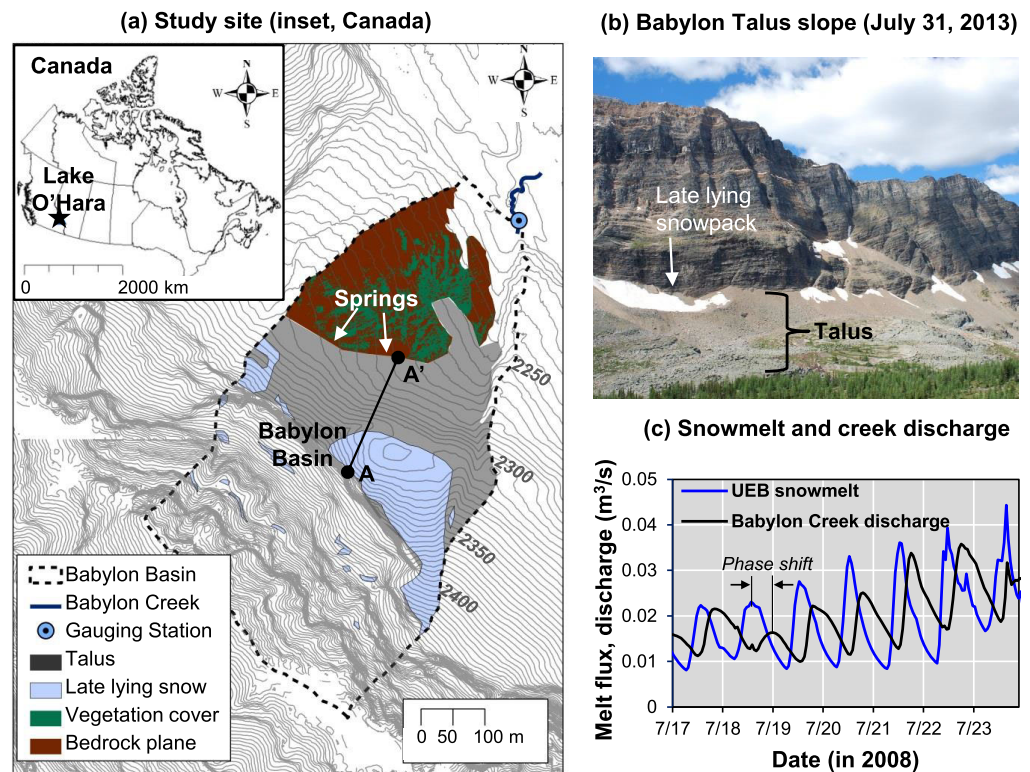 (a) Study site (inset, Canada)
Canada
N
W E
S
Lake
O'Hara
0 2000 km
N
W E
S
Springs
A'
2250
Babylon
Basin
A
2300
2350
2400
Babylon Basin
Babylon Creek
Gauging Station
Talus
Late lying snow
Vegetation cover
Bedrock plane
0 50 100 m
(b) Babylon Talus slope (July 31, 2013)
Late lying
snowpack
Talus
(c) Snowmelt and creek discharge
Melt flux, discharge (m³/s)
0.05
0.04
0.03
0.02
0.01
0
UEB snowmelt
Babylon Creek discharge
Phase shift
7/17 7/18 7/19 7/20 7/21 7/22 7/23
Date (in 2008)